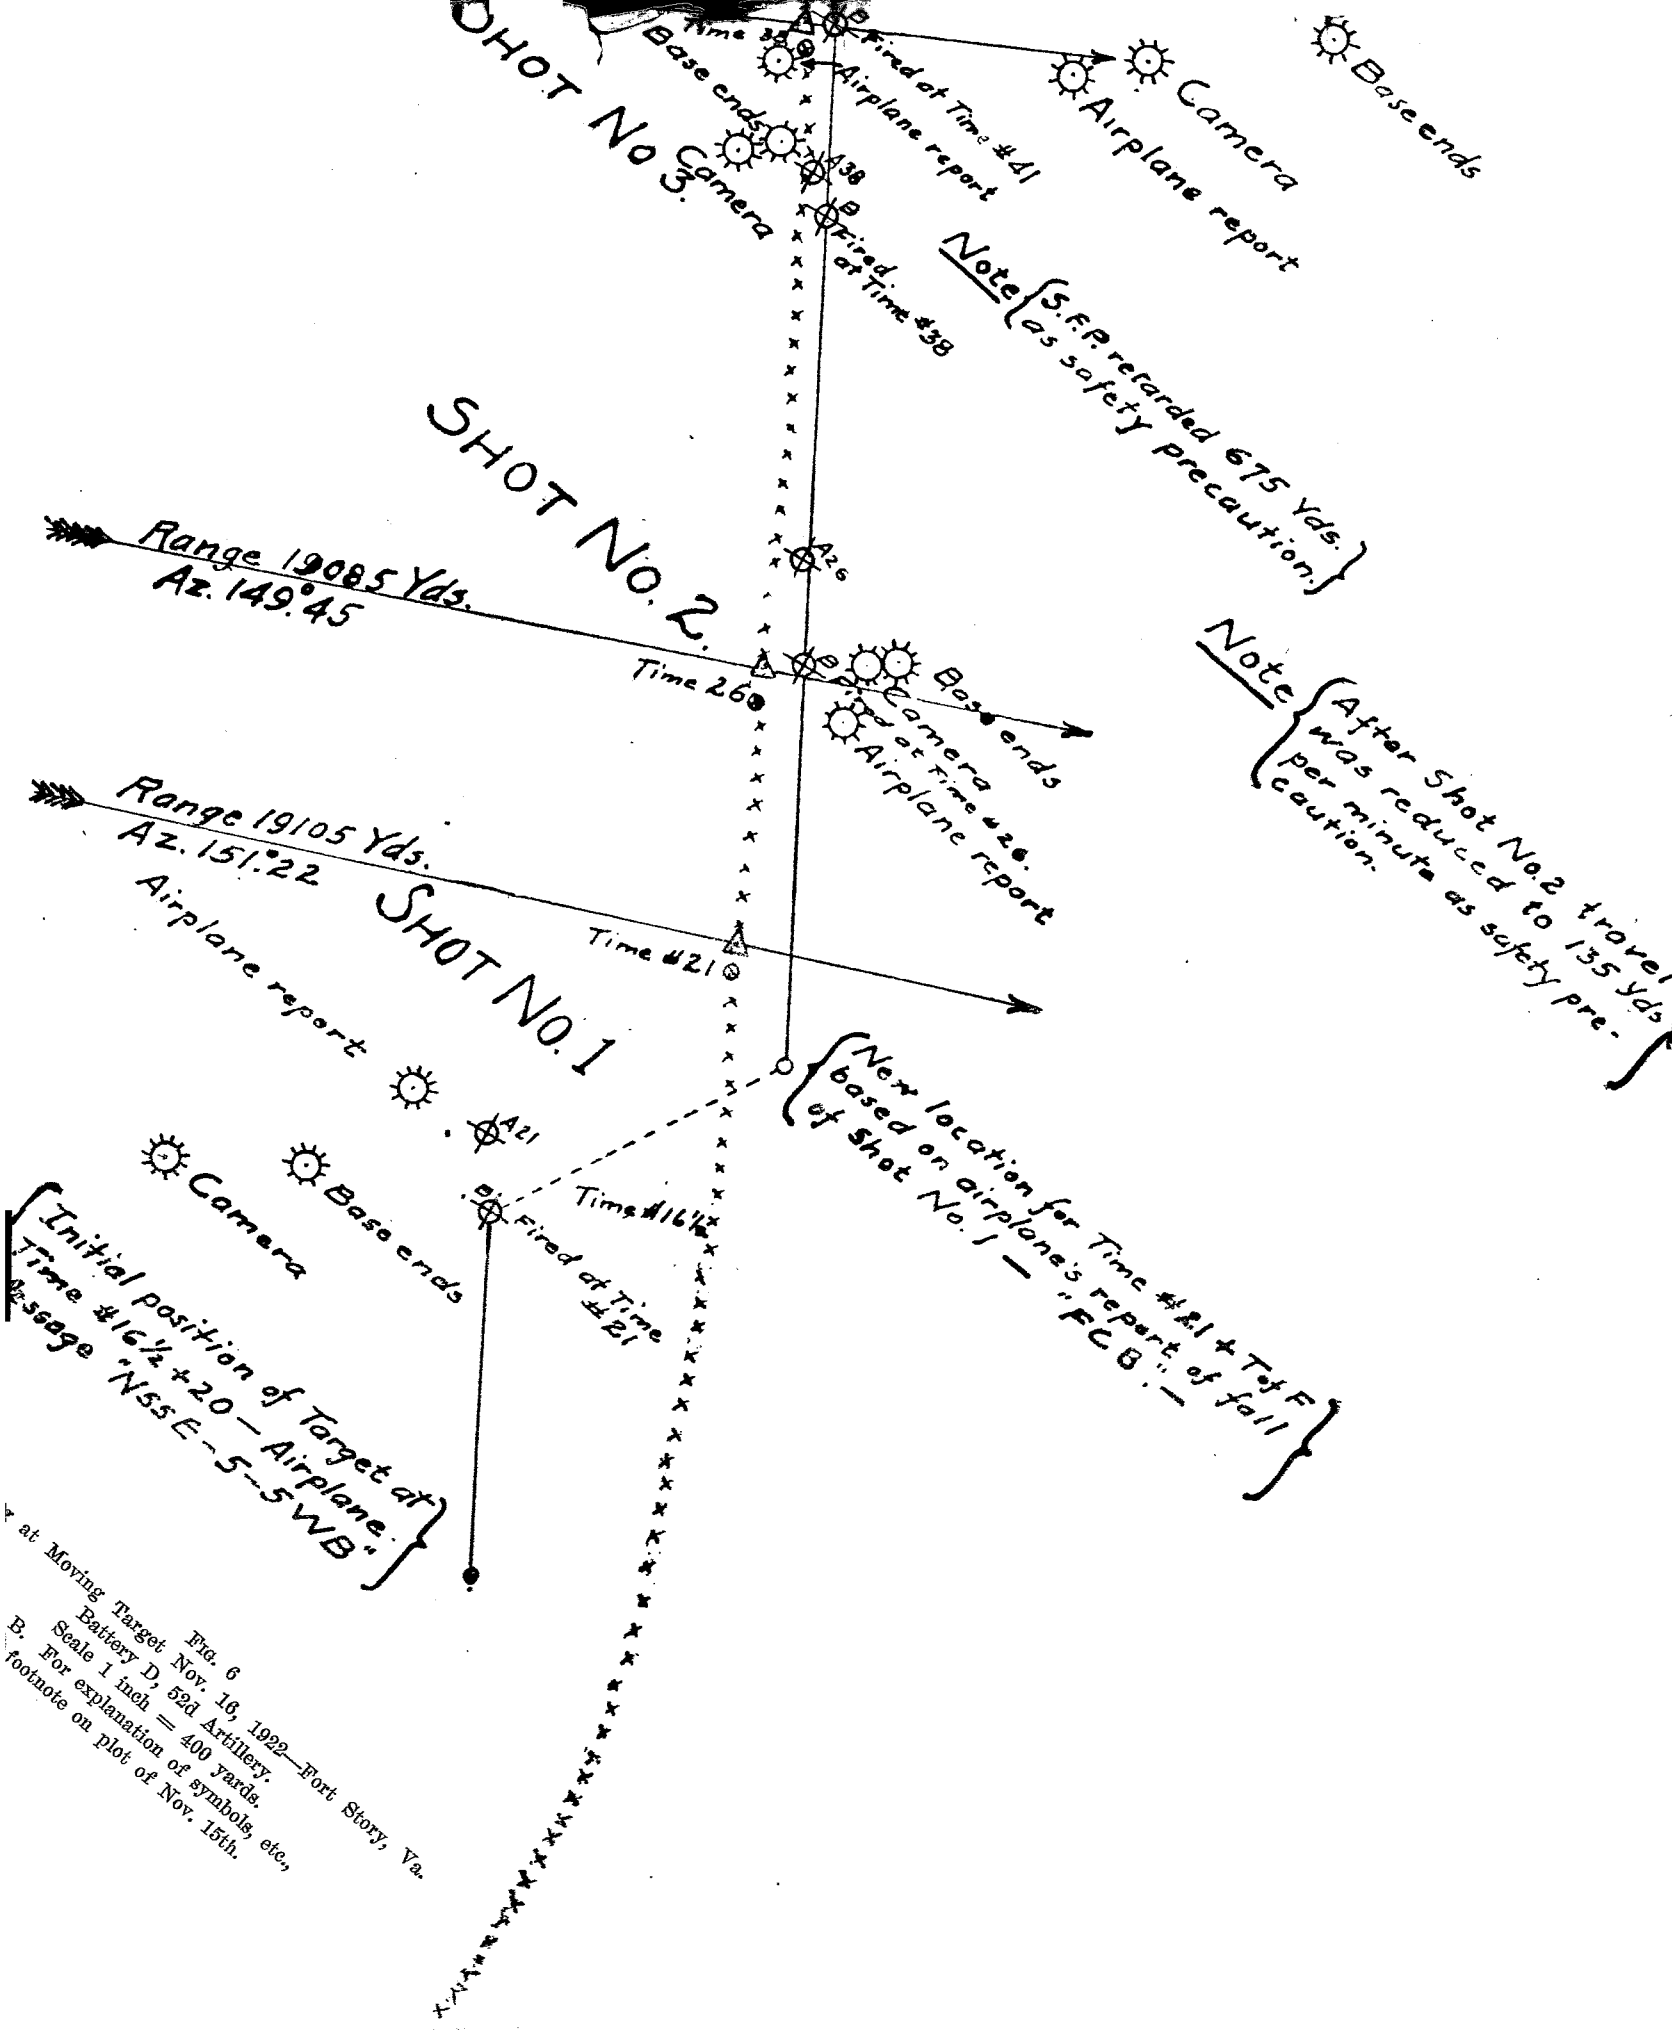 SHOT No 3.
Base ends
Camera
Time
B
Fired at Time #41
Airplane report
Camera
Airplane report
Base ends
A38
B
Fired
at Time #38
Note
S.F.P. retarded 675 Yds.
as safety precaution.
SHOT No. 2.
Range 19085 Yds.
Az. 149.°45
A26
Time 26
B
Fired at Time #26.
Camera
Base ends
Airplane report
Note
After Shot No. 2 travel
was reduced to 135 yds
per minute as safety pre-
caution.
Range 19105 Yds.
Az. 151.°22
SHOT No. 1
Time #21
Airplane report
A21
Camera
Base ends
B
Fired at Time
#21
Time #16½
New location for Time #21 + T of F
based on airplane's report of fall
of shot No. 1 — "FCB". —
Initial position of Target at
Time #16½ + 20 — Airplane
message "NSSE-5-5WB"
FIG. 6
at Moving Target Nov. 16, 1922—Fort Story, Va.
Battery D, 52d Artillery.
Scale 1 inch = 400 yards.
B. For explanation of symbols, etc.,
footnote on plot of Nov. 15th.